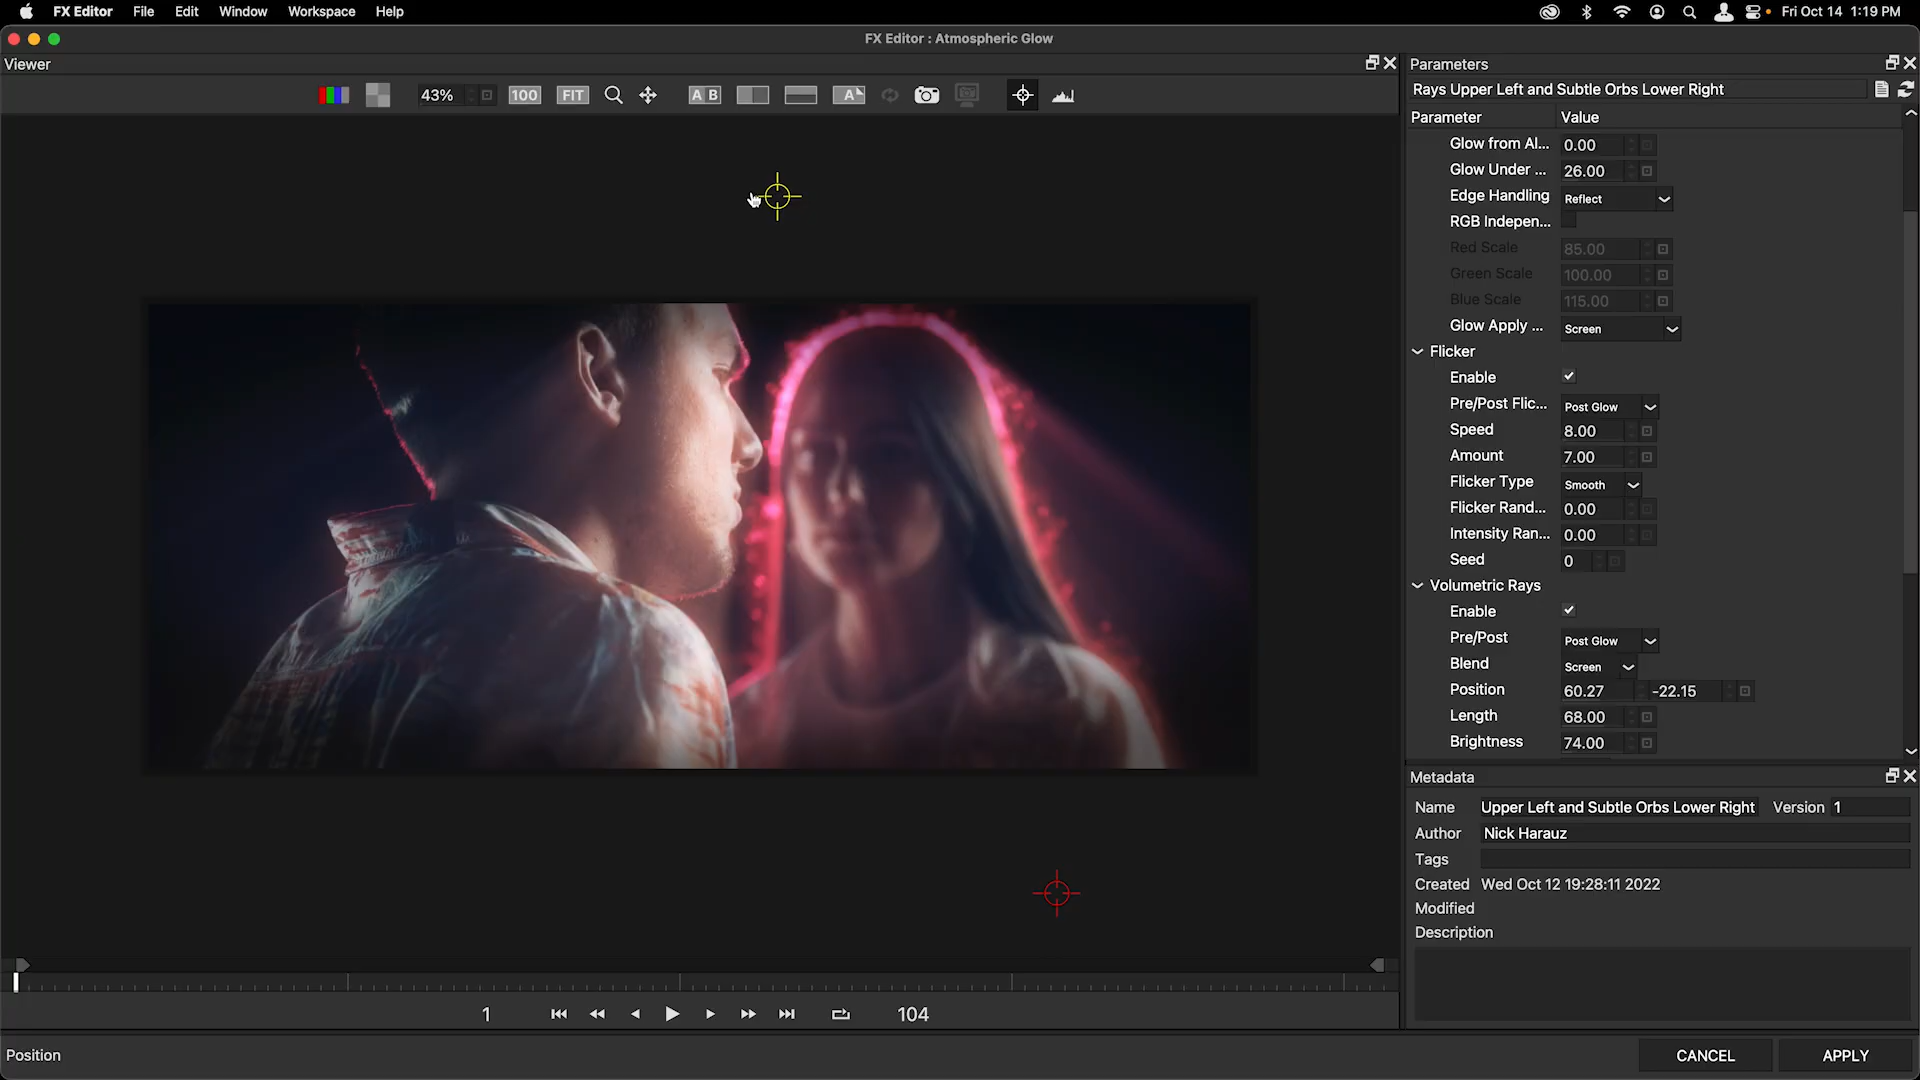 FX Editor File Edit Window Workspace Help Fri Oct 14 1:19 PM
FX Editor : Atmospheric Glow
Viewer
43% 100 FIT A B A
Parameters
Rays Upper Left and Subtle Orbs Lower Right
Parameter Value
Glow from Al... 0.00
Glow Under ... 26.00
Edge Handling Reflect
RGB Indepen...
Red Scale 85.00
Green Scale 100.00
Blue Scale 115.00
Glow Apply ... Screen
Flicker
Enable
Pre/Post Flic... Post Glow
Speed 8.00
Amount 7.00
Flicker Type Smooth
Flicker Rand... 0.00
Intensity Ran... 0.00
Seed 0
Volumetric Rays
Enable
Pre/Post Post Glow
Blend Screen
Position 60.27 -22.15
Length 68.00
Brightness 74.00
Metadata
Name Upper Left and Subtle Orbs Lower Right Version 1
Author Nick Harauz
Tags
Created Wed Oct 12 19:28:11 2022
Modified
Description
1 104
Position
CANCEL APPLY